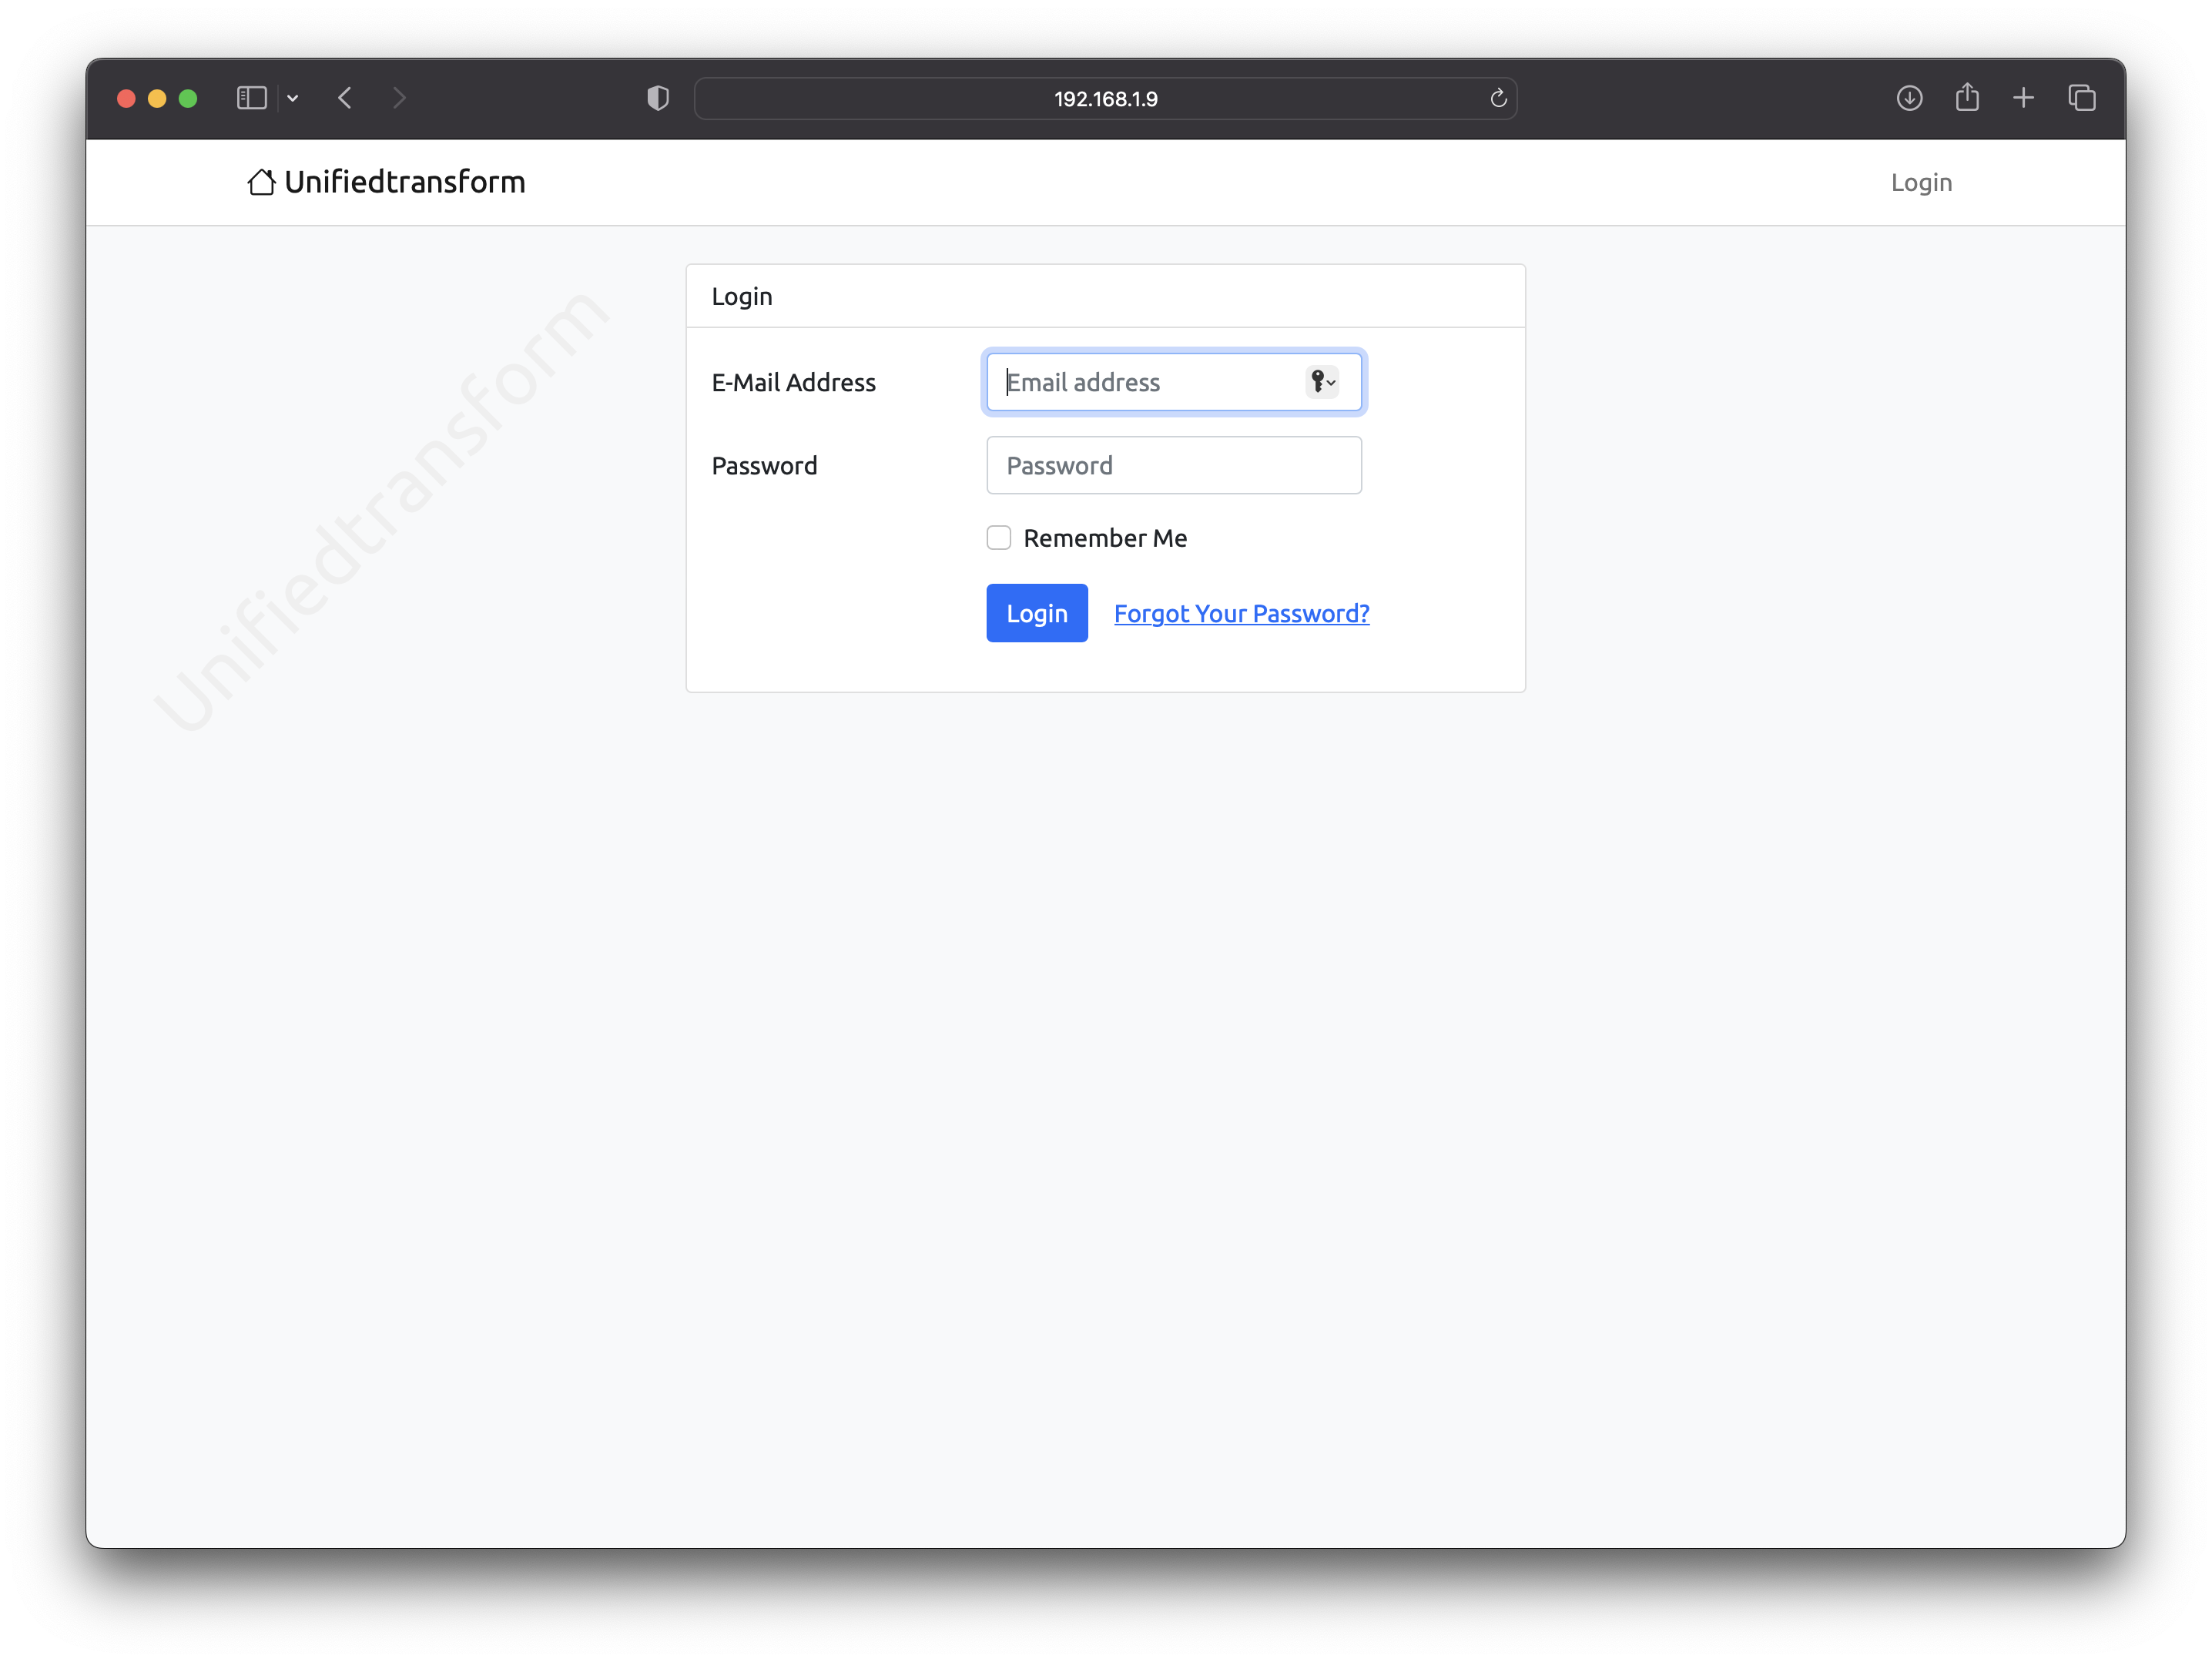 192.168.1.9
Unifiedtransform
Login
Unifiedtransform
Login
E-Mail Address
Email address
Password
Password
Remember Me
Login
Forgot Your Password?